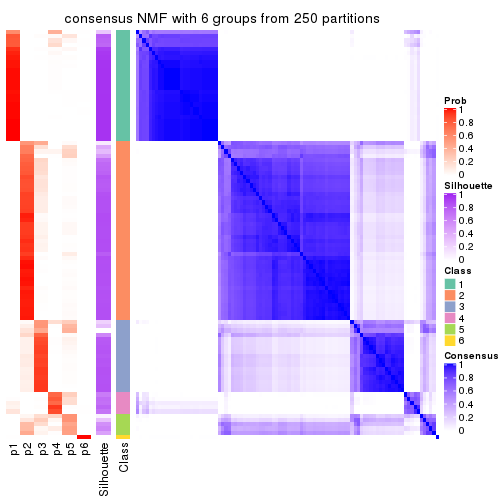 consensus NMF with 6 groups from 250 partitions
Prob
1
0.8
0.6
0.4
0.2
0
Silhouette
1
0.8
0.6
0.4
0.2
0
Class
1
2
3
4
5
6
Consensus
1
0.8
0.6
0.4
0.2
0
p1
p2
p3
p4
p5
p6
Silhouette
Class